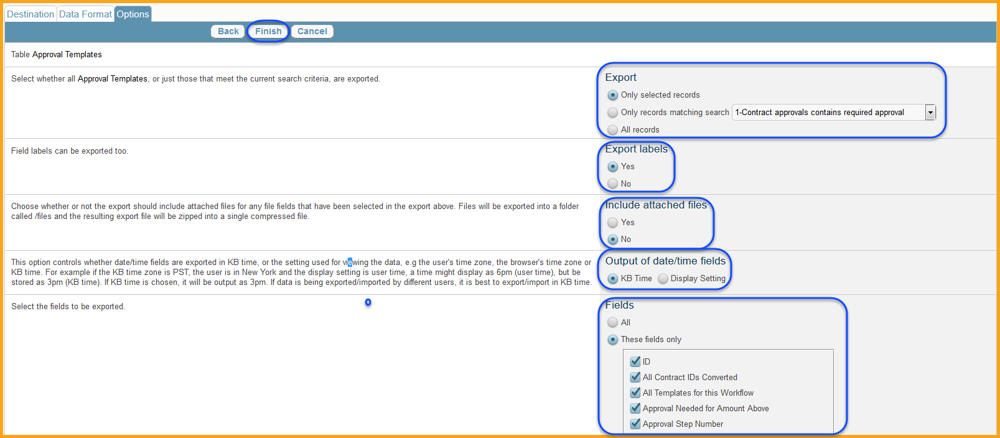 Destination Data Format Options
Back Finish Cancel
Table Approval Templates
Select whether all Approval Templates, or just those that meet the current search criteria, are exported.
Export
Only selected records
Only records matching search 1-Contract approvals contains required approval
All records
Field labels can be exported too.
Export labels
Yes
No
Choose whether or not the export should include attached files for any file fields that have been selected in the export above. Files will be exported into a folder
called /files and the resulting export file will be zipped into a single compressed file.
Include attached files
Yes
No
This option controls whether date/time fields are exported in KB time, or the setting used for viewing the data, e.g the user's time zone, the browser's time zone or
KB time. For example if the KB time zone is PST, the user is in New York and the display setting is user time, a time might display as 6pm (user time), but be
stored as 3pm (KB time). If KB time is chosen, it will be output as 3pm. If data is being exported/imported by different users, it is best to export/import in KB time.
Output of date/time fields
KB Time Display Setting
Select the fields to be exported.
Fields
All
These fields only
ID
All Contract IDs Converted
All Templates for this Workflow
Approval Needed for Amount Above
Approval Step Number